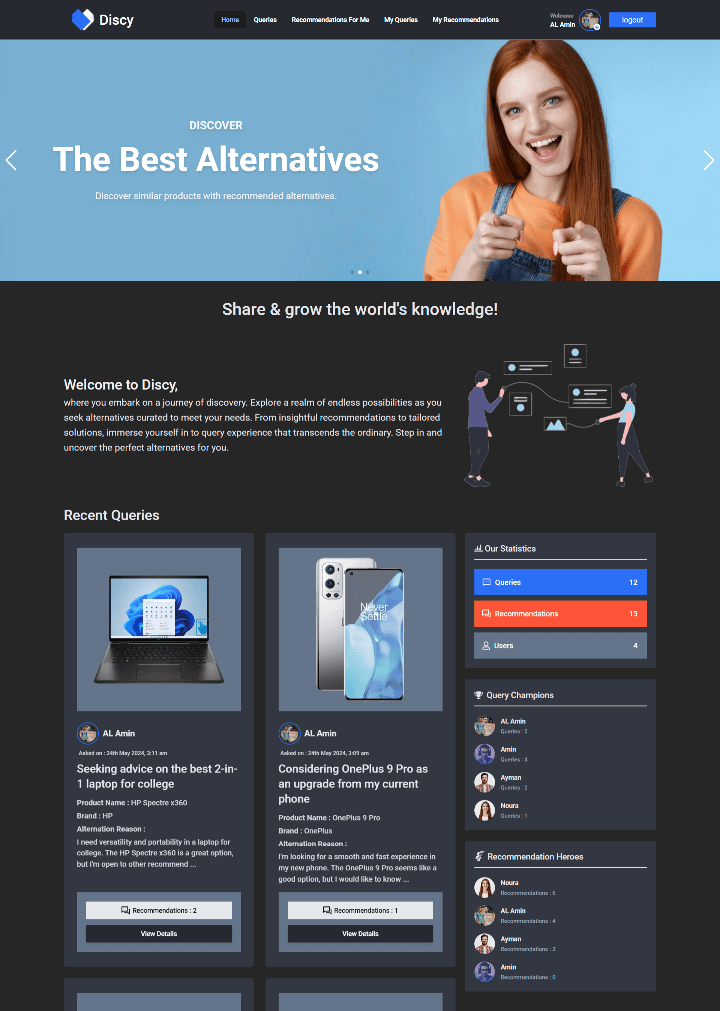 Discy
Home
Queries
Recommendations For Me
My Queries
My Recommendations
Welcome
AL Amin
logout
DISCOVER
The Best Alternatives
Discover similar products with recommended alternatives.
Share & grow the world's knowledge!
Welcome to Discy,
where you embark on a journey of discovery. Explore a realm of endless possibilities as you
seek alternatives curated to meet your needs. From insightful recommendations to tailored
solutions, immerse yourself in to query experience that transcends the ordinary. Step in and
uncover the perfect alternatives for you.
Recent Queries
AL Amin
Asked on : 24th May 2024, 3:11 am
Seeking advice on the best 2-in-
1 laptop for college
Product Name : HP Spectre x360
Brand : HP
Alternation Reason :
I need versatility and portability in a laptop for
college. The HP Spectre x360 is a great option,
but I'm open to other recommend ...
Recommendations : 2
View Details
Never
Settle
AL Amin
Asked on : 24th May 2024, 3:09 am
Considering OnePlus 9 Pro as
an upgrade from my current
phone
Product Name : OnePlus 9 Pro
Brand : OnePlus
Alternation Reason :
I'm looking for a smooth and fast experience in
my new phone. The OnePlus 9 Pro seems like a
good option, but I would like to know ...
Recommendations : 1
View Details
Our Statistics
Queries 12
Recommendations 13
Users 4
Query Champions
AL Amin
Queries : 5
Amin
Queries : 4
Ayman
Queries : 2
Noura
Queries : 1
Recommendation Heroes
Noura
Recommendations : 6
AL Amin
Recommendations : 4
Ayman
Recommendations : 3
Amin
Recommendations : 0